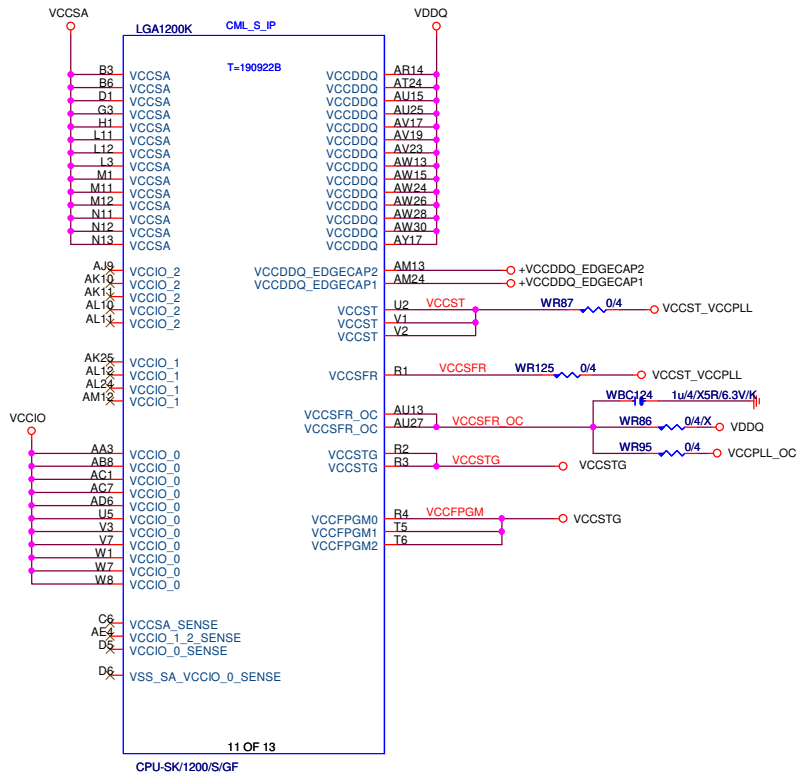 VCCSA
VDDQ
LGA1200K
CML_S_IP
T=190922B
B3 VCCSA VCCDDQ AR14
B6 VCCSA VCCDDQ AT24
D1 VCCSA VCCDDQ AU15
G3 VCCSA VCCDDQ AU25
H1 VCCSA VCCDDQ AV17
L11 VCCSA VCCDDQ AV19
L12 VCCSA VCCDDQ AV23
L3 VCCSA VCCDDQ AW13
M1 VCCSA VCCDDQ AW15
M11 VCCSA VCCDDQ AW24
M12 VCCSA VCCDDQ AW26
N11 VCCSA VCCDDQ AW28
N12 VCCSA VCCDDQ AW30
N13 VCCSA VCCDDQ AY17
AJ9 VCCIO_2 VCCDDQ_EDGECAP2 AM13 +VCCDDQ_EDGECAP2
AK10 VCCIO_2 VCCDDQ_EDGECAP1 AM24 +VCCDDQ_EDGECAP1
AK11 VCCIO_2
AL10 VCCIO_2 VCCST U2 VCCST WR87 0/4 VCCST_VCCPLL
AL11 VCCIO_2 VCCST V1
VCCST V2
AK25 VCCIO_1
AL12 VCCIO_1 VCCSFR R1 VCCSFR WR125 0/4 VCCST_VCCPLL
AL24 VCCIO_1
AM12 VCCIO_1
WBC124 1u/4/X5R/6.3V/K
VCCSFR_OC AU13
VCCIO
VCCSFR_OC AU27 VCCSFR_OC WR86 0/4/X VDDQ
AA3 VCCIO_0 VCCSTG R2 WR95 0/4 VCCPLL_OC
AB8 VCCIO_0 VCCSTG R3 VCCSTG VCCSTG
AC1 VCCIO_0
AC7 VCCIO_0
AD6 VCCIO_0
U5 VCCIO_0 VCCFPGM0 R4 VCCFPGM VCCSTG
V3 VCCIO_0 VCCFPGM1 T5
V7 VCCIO_0 VCCFPGM2 T6
W1 VCCIO_0
W7 VCCIO_0
W8 VCCIO_0
C6 VCCSA_SENSE
AE4 VCCIO_1_2_SENSE
D5 VCCIO_0_SENSE
D6 VSS_SA_VCCIO_0_SENSE
11 OF 13
CPU-SK/1200/S/GF